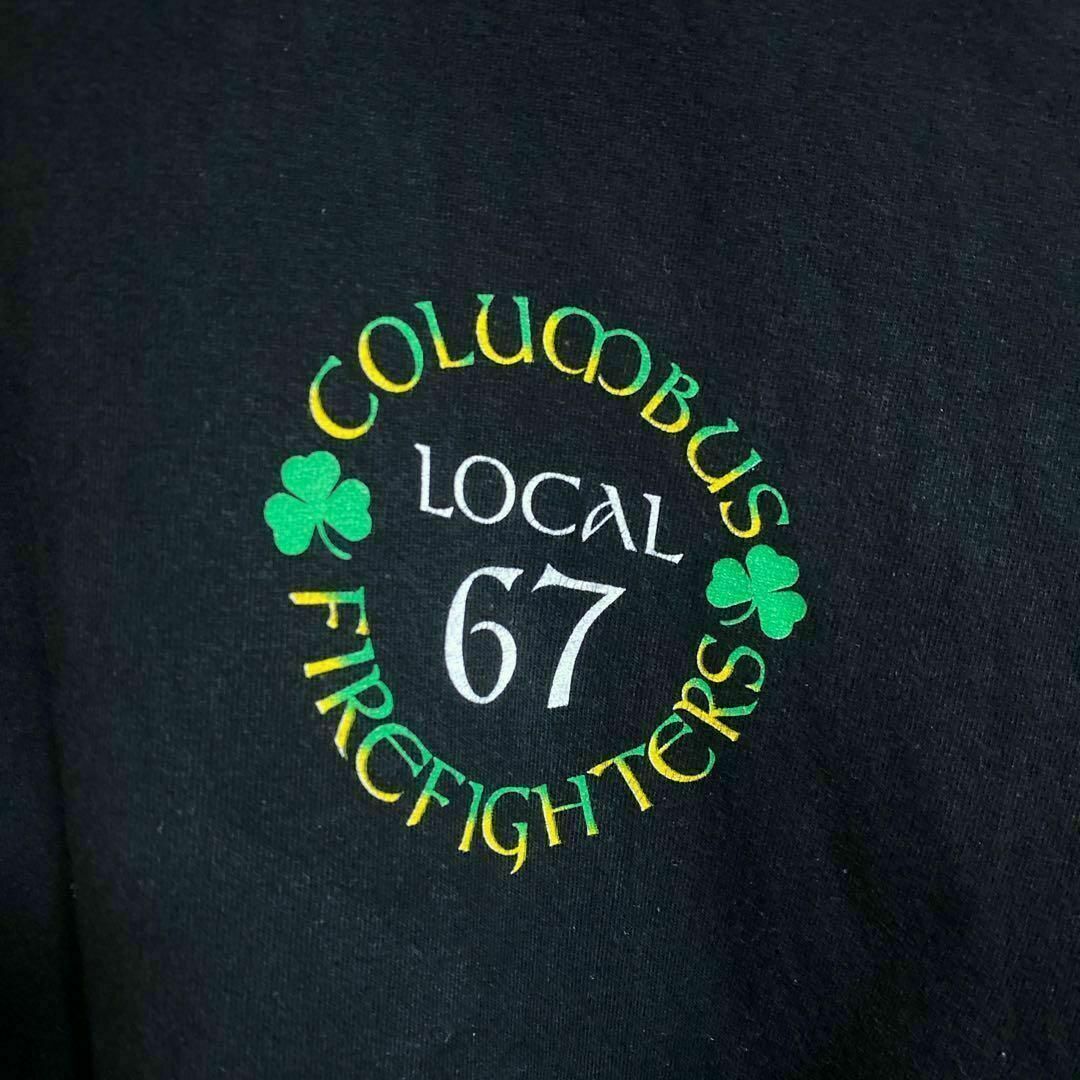 COLUMBUS
LOCAL
67
FIREFIGHTERS